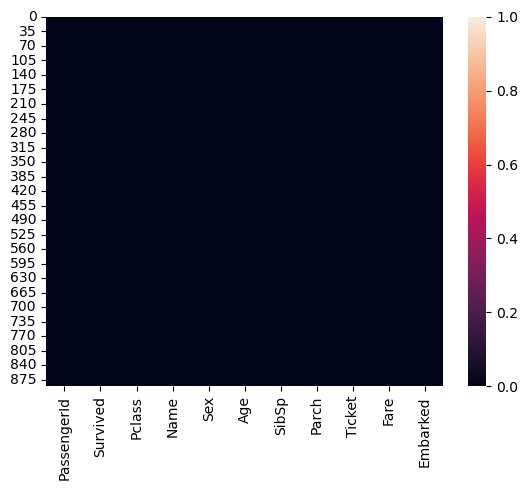 0
35
70
105
140
175
210
245
280
315
350
385
420
455
490
525
560
595
630
665
700
735
770
805
840
875
PassengerId
Survived
Pclass
Name
Sex
Age
SibSp
Parch
Ticket
Fare
Embarked
1.0
0.8
0.6
0.4
0.2
0.0